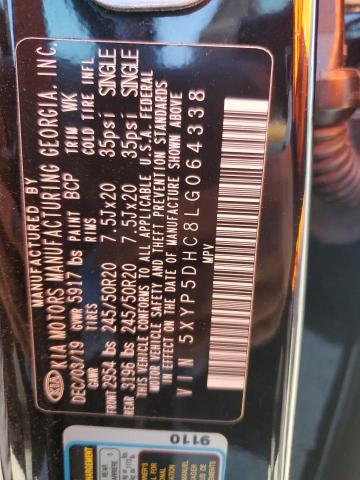 KIA
MANUFACTURED BY
KIA MOTORS MANUFACTURING GEORGIA, INC.
DEC/03/19 GVWR 5917 lbs PAINT BCP TRIM WK
GAWR TIRES RIMS COLD TIRE INFL
FRONT 2954 lbs 245/50R20 7.5Jx20 35psi SINGLE
REAR 3196 lbs 245/50R20 7.5Jx20 35psi SINGLE
THIS VEHICLE CONFORMS TO ALL APPLICABLE U.S.A. FEDERAL
MOTOR VEHICLE SAFETY AND THEFT PREVENTION STANDARDS
IN EFFECT ON THE DATE OF MANUFACTURE SHOWN ABOVE
VIN 5XYP5DHC8LG064338
MPV
9110
REAR
OWNER'S